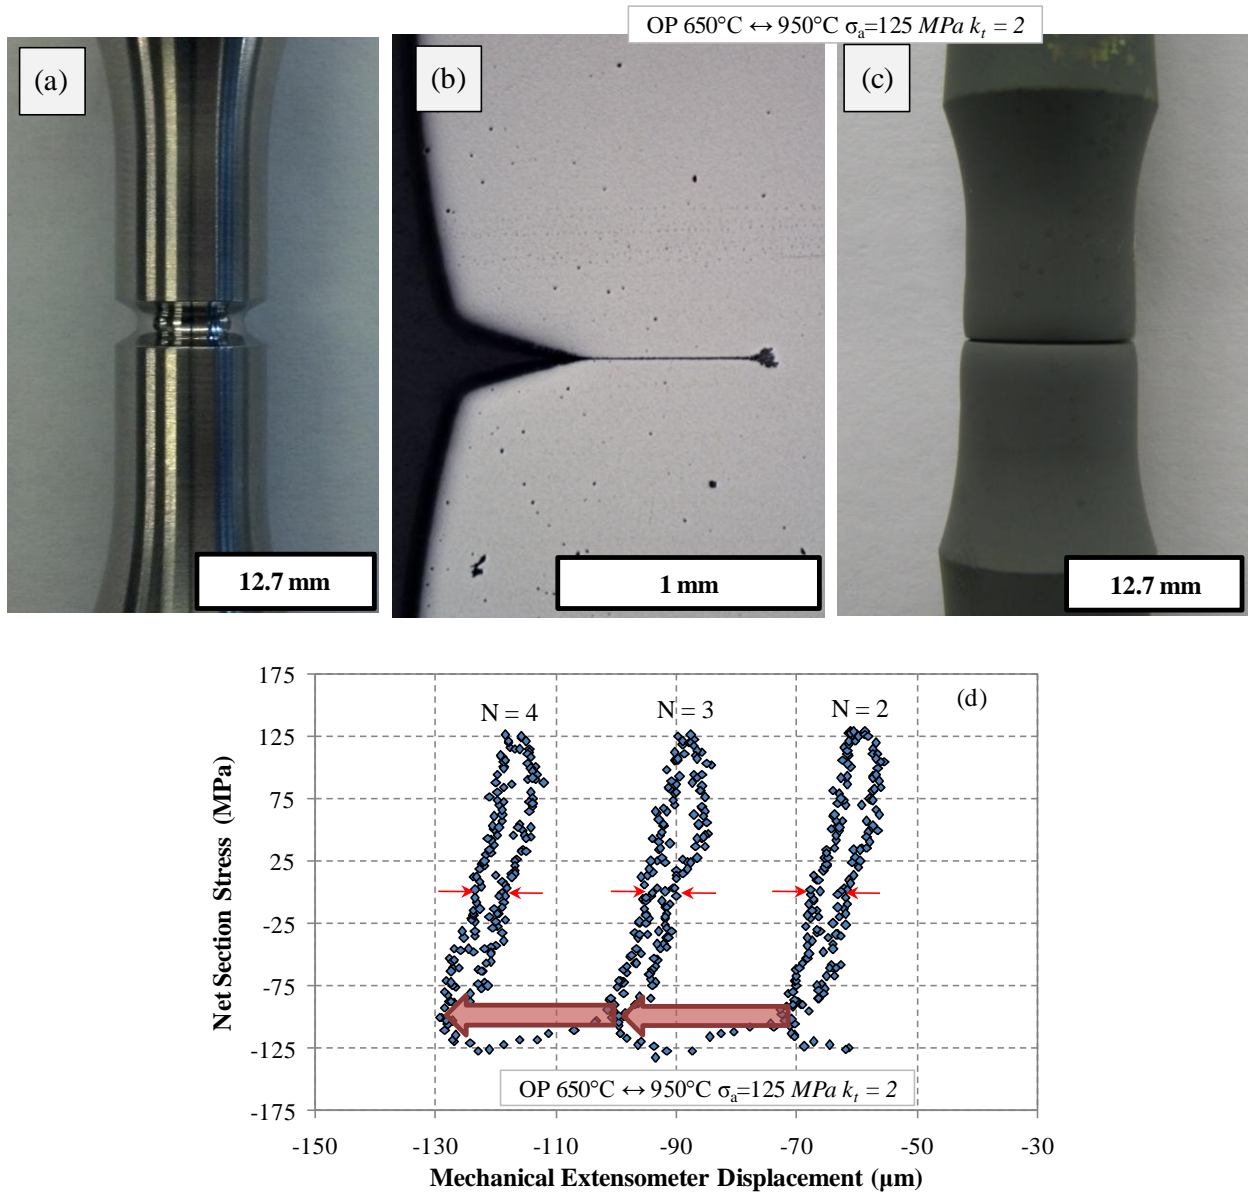 OP 650°C ↔ 950°C σₐ=125 MPa kₜ = 2
(a)
(b)
(c)
12.7 mm
1 mm
12.7 mm
175
125
75
25
-25
-75
-125
-175
Net Section Stress (MPa)
N = 4
N = 3
N = 2
(d)
OP 650°C ↔ 950°C σₐ=125 MPa kₜ = 2
-150
-130
-110
-90
-70
-50
-30
Mechanical Extensometer Displacement (µm)